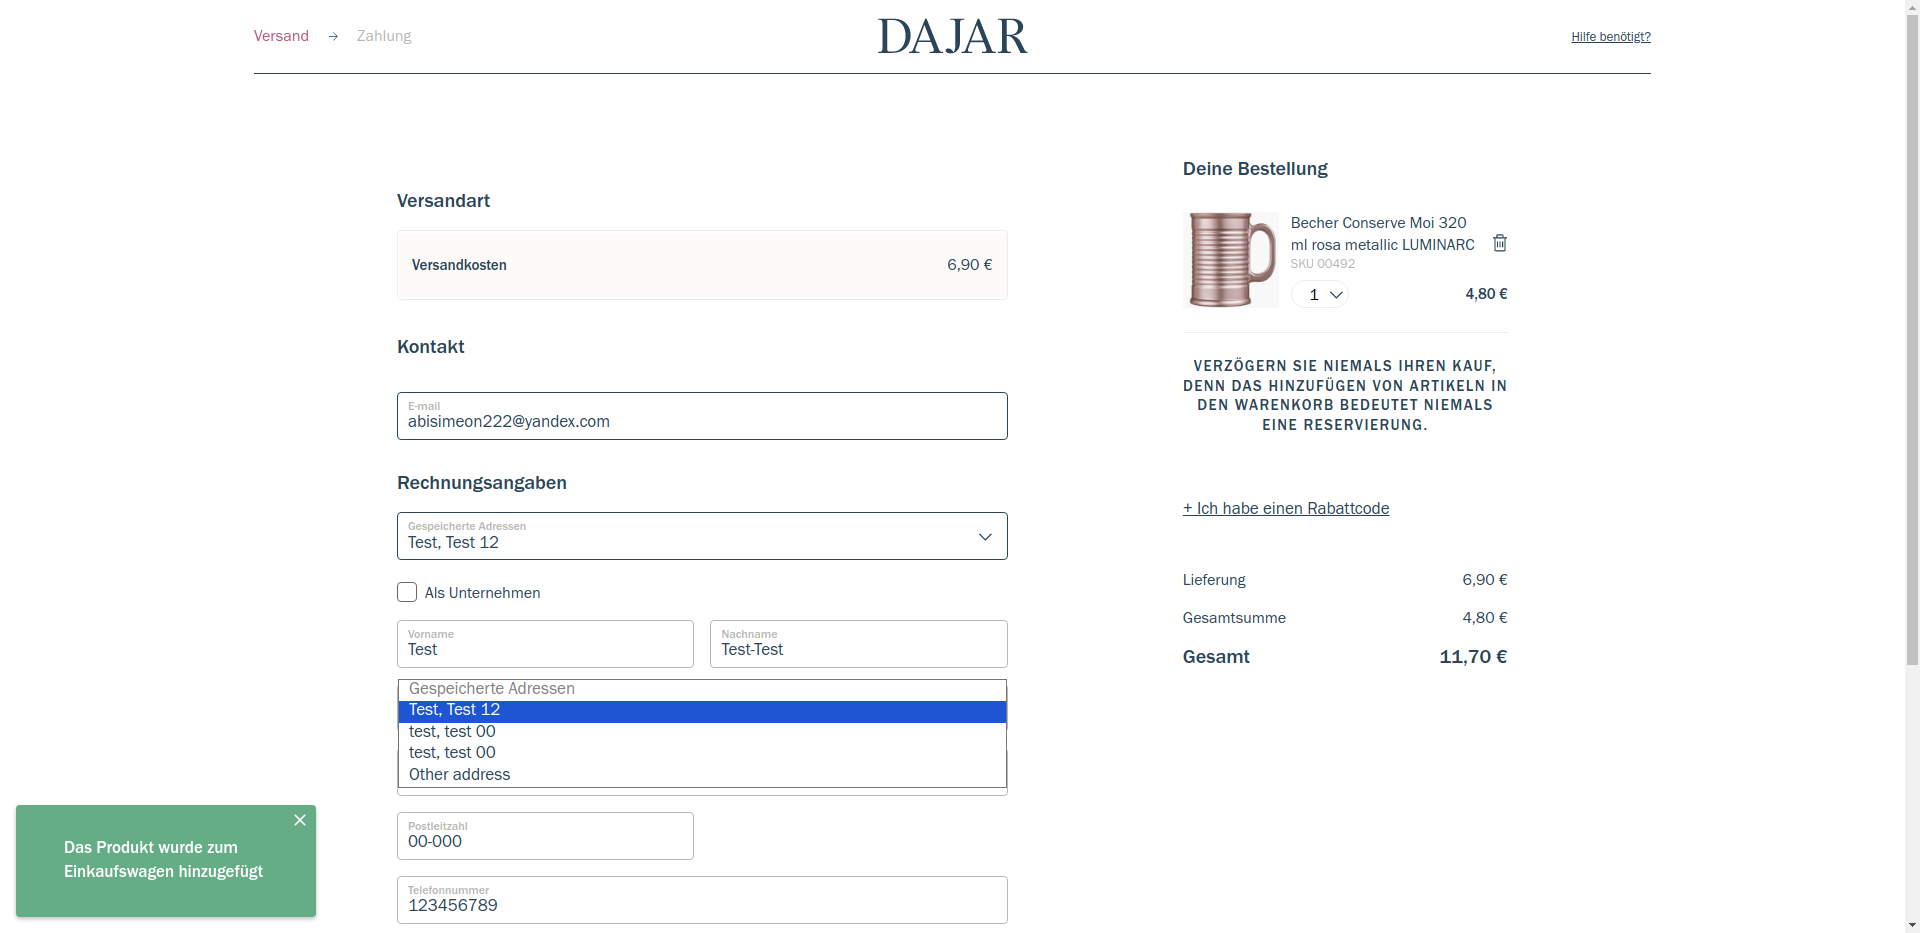 Versand → Zahlung
DAJAR
Hilfe benötigt?
Versandart
Versandkosten 6,90 €
Kontakt
E-mail
abisimeon222@yandex.com
Rechnungsangaben
Gespeicherte Adressen
Test, Test 12
Als Unternehmen
Vorname
Test
Nachname
Test-Test
Gespeicherte Adressen
Test, Test 12
test, test 00
test, test 00
Other address
Postleitzahl
00-000
Telefonnummer
123456789
Deine Bestellung
Becher Conserve Moi 320
ml rosa metallic LUMINARC
SKU 00492
1
4,80 €
VERZÖGERN SIE NIEMALS IHREN KAUF,
DENN DAS HINZUFÜGEN VON ARTIKELN IN
DEN WARENKORB BEDEUTET NIEMALS
EINE RESERVIERUNG.
+ Ich habe einen Rabattcode
Lieferung 6,90 €
Gesamtsumme 4,80 €
Gesamt 11,70 €
Das Produkt wurde zum
Einkaufswagen hinzugefügt